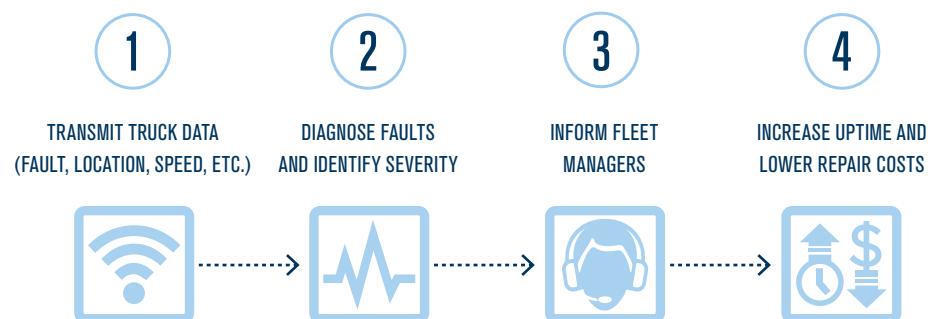 1
TRANSMIT TRUCK DATA
(FAULT, LOCATION, SPEED, ETC.)
2
DIAGNOSE FAULTS
AND IDENTIFY SEVERITY
3
INFORM FLEET
MANAGERS
4
INCREASE UPTIME AND
LOWER REPAIR COSTS
$